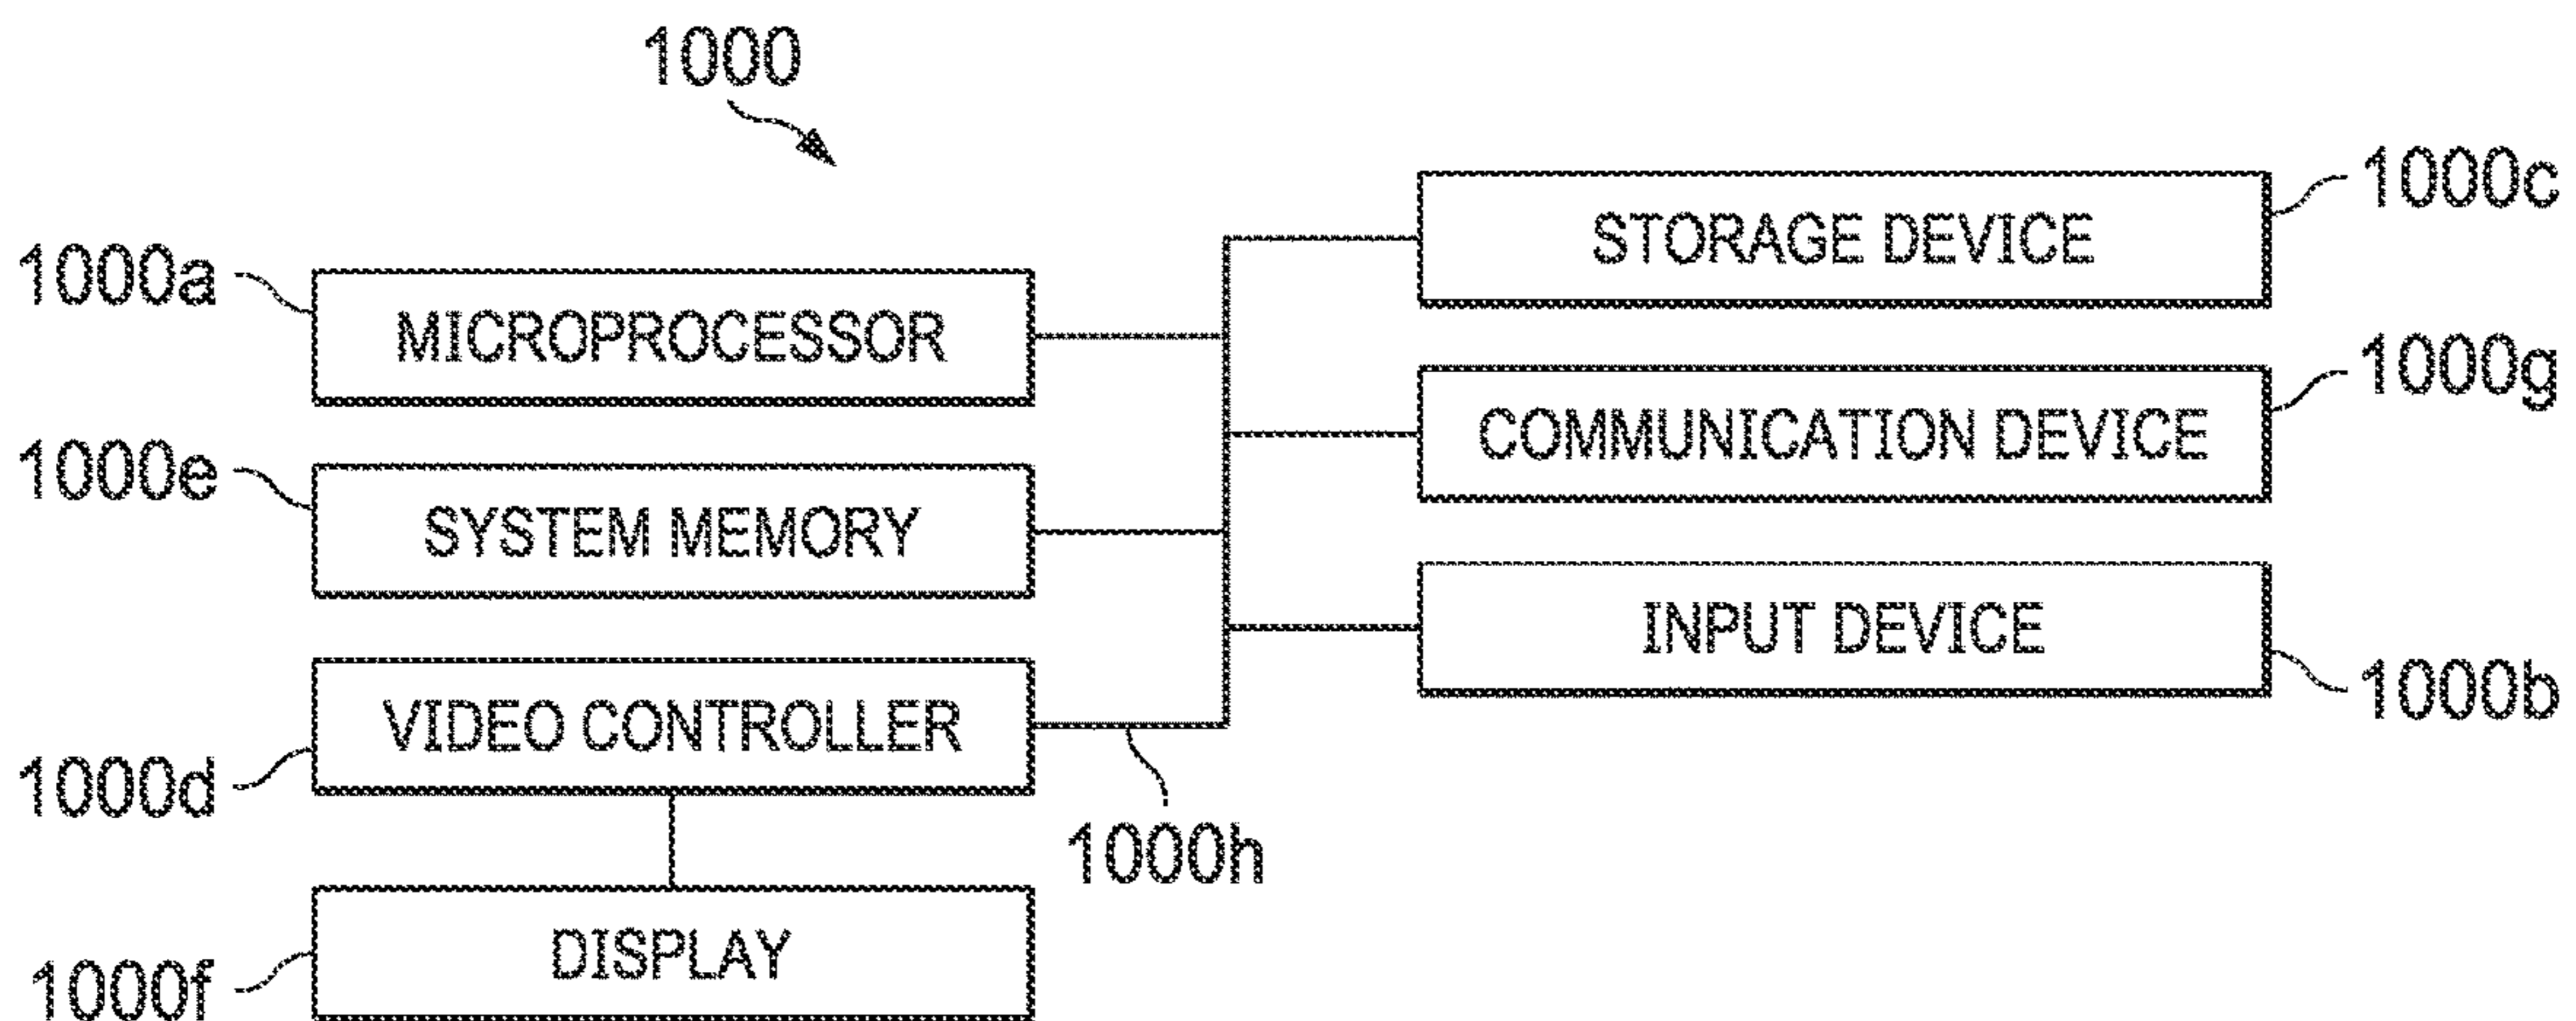 1000
1000c
STORAGE DEVICE
1000a
MICROPROCESSOR
1000g
COMMUNICATION DEVICE
1000e
SYSTEM MEMORY
INPUT DEVICE
1000b
VIDEO CONTROLLER
1000d
1000h
DISPLAY
1000f